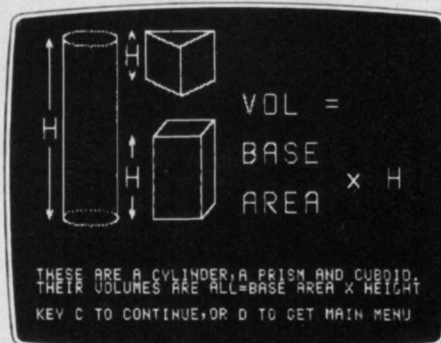 H
H
H
VOL =
BASE
AREA
x H
THESE ARE A CYLINDER,A PRISM AND CUBOID.
THEIR VOLUMES ARE ALL=BASE AREA X HEIGHT
KEY C TO CONTINUE,OR D TO GET MAIN MENU